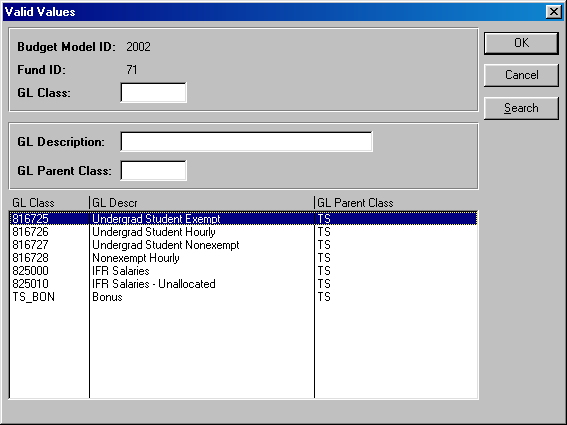 Valid Values
Budget Model ID: 2002
OK
Fund ID: 71
Cancel
GL Class:
Search
GL Description:
GL Parent Class:
GL Class GL Descr GL Parent Class
816725 Undergrad Student Exempt TS
816726 Undergrad Student Hourly TS
816727 Undergrad Student Nonexempt TS
816728 Nonexempt Hourly TS
825000 IFR Salaries TS
825010 IFR Salaries - Unallocated TS
TS_BON Bonus TS